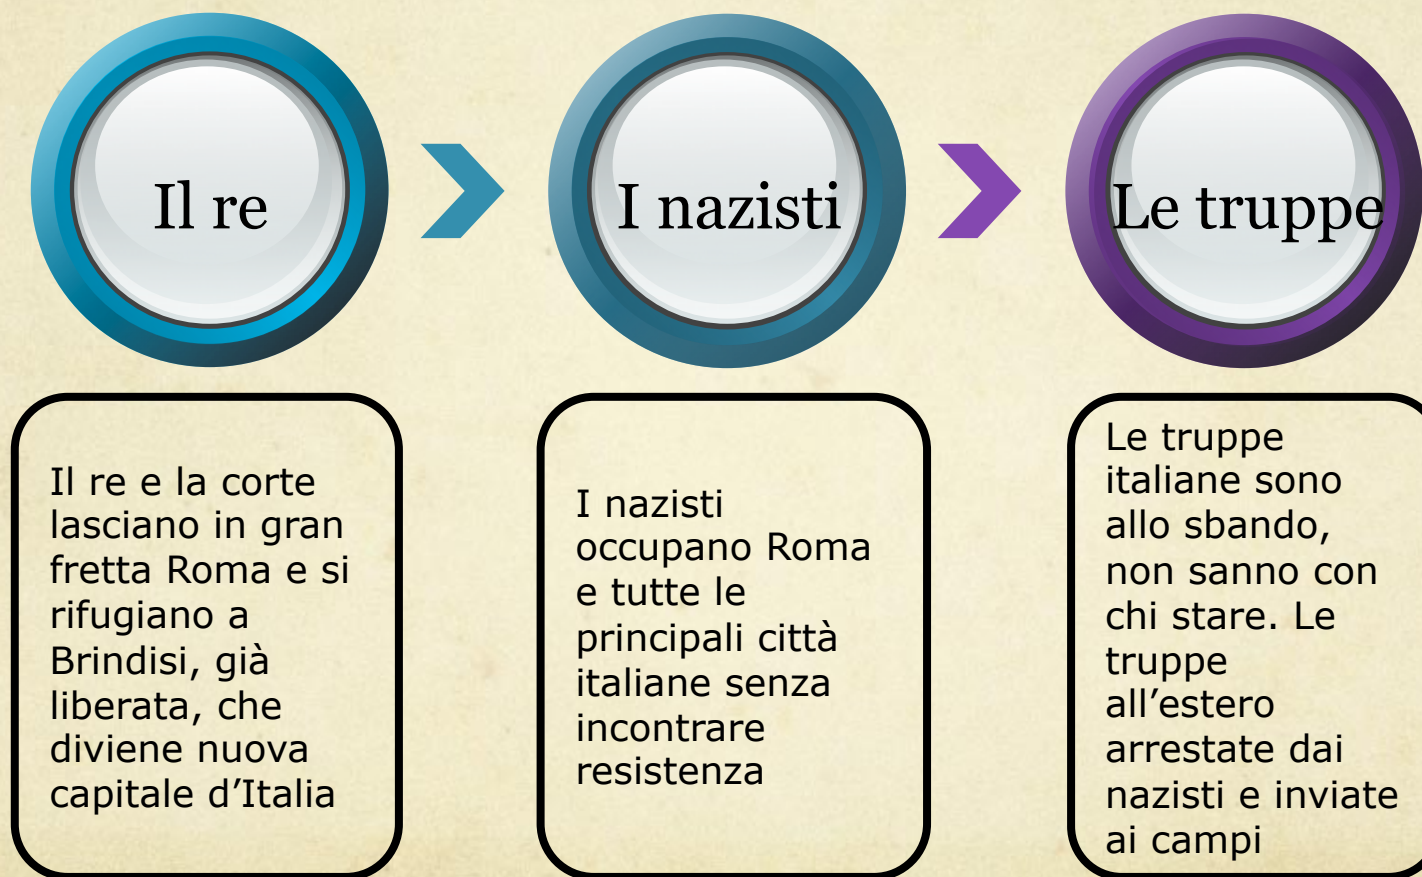 Il re
I nazisti
Le truppe
Il re e la corte
lasciano in gran
fretta Roma e si
rifugiano a
Brindisi, già
liberata, che
diviene nuova
capitale d’Italia
I nazisti
occupano Roma
e tutte le
principali città
italiane senza
incontrare
resistenza
Le truppe
italiane sono
allo sbando,
non sanno con
chi stare. Le
truppe
all’estero
arrestate dai
nazisti e inviate
ai campi